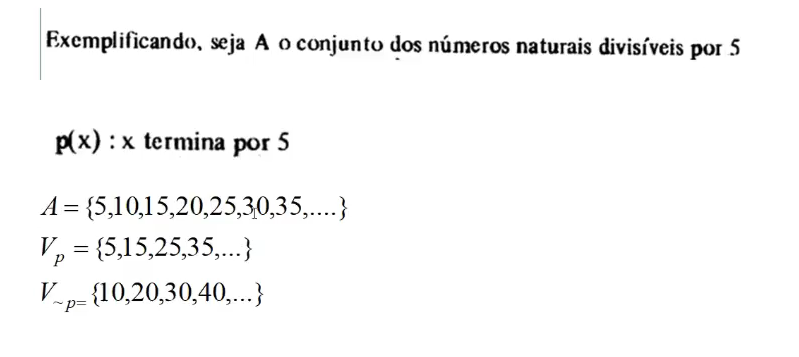 Exemplificando, seja A o conjunto dos números naturais divisíveis por 5
p(x) : x termina por 5
A = {5,10,15,20,25,30,35,....}
V_p = {5,15,25,35,...}
V_~p= {10,20,30,40,...}